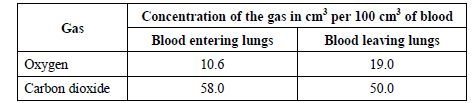 Gas
Concentration of the gas in cm³ per 100 cm³ of blood
Blood entering lungs Blood leaving lungs
Oxygen 10.6 19.0
Carbon dioxide 58.0 50.0